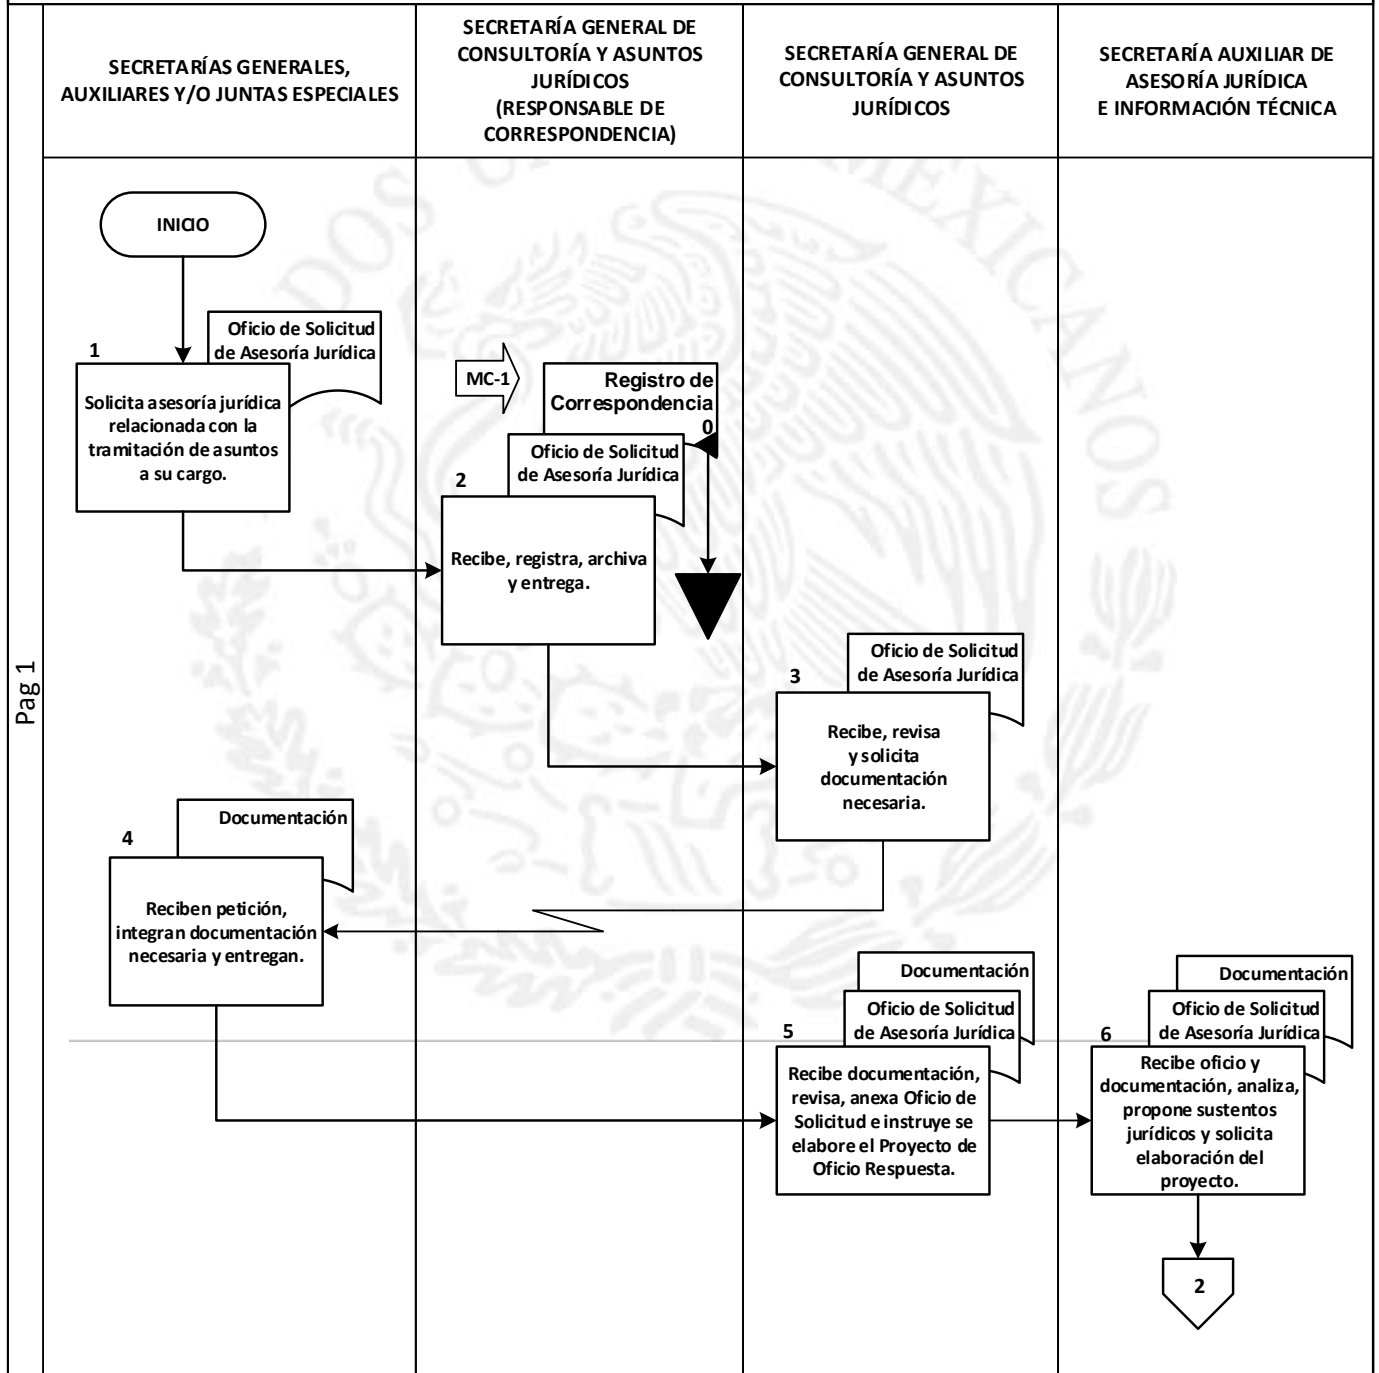 SECRETARÍAS GENERALES,
AUXILIARES Y/O JUNTAS ESPECIALES
SECRETARÍA GENERAL DE
CONSULTORÍA Y ASUNTOS
JURÍDICOS
(RESPONSABLE DE
CORRESPONDENCIA)
SECRETARÍA GENERAL DE
CONSULTORÍA Y ASUNTOS
JURÍDICOS
SECRETARÍA AUXILIAR DE
ASESORÍA JURÍDICA
E INFORMACIÓN TÉCNICA
Pag 1
INICIO
Oficio de Solicitud
de Asesoría Jurídica
1
Solicita asesoría jurídica
relacionada con la
tramitación de asuntos
a su cargo.
MC-1
Registro de
Correspondencia
0
Oficio de Solicitud
de Asesoría Jurídica
2
Recibe, registra, archiva
y entrega.
Oficio de Solicitud
de Asesoría Jurídica
3
Recibe, revisa
y solicita
documentación
necesaria.
Documentación
4
Reciben petición,
integran documentación
necesaria y entregan.
Documentación
Oficio de Solicitud
de Asesoría Jurídica
5
Recibe documentación,
revisa, anexa Oficio de
Solicitud e instruye se
elabore el Proyecto de
Oficio Respuesta.
Documentación
Oficio de Solicitud
de Asesoría Jurídica
6
Recibe oficio y
documentación, analiza,
propone sustentos
jurídicos y solicita
elaboración del
proyecto.
2
DOS
MEXICANOS